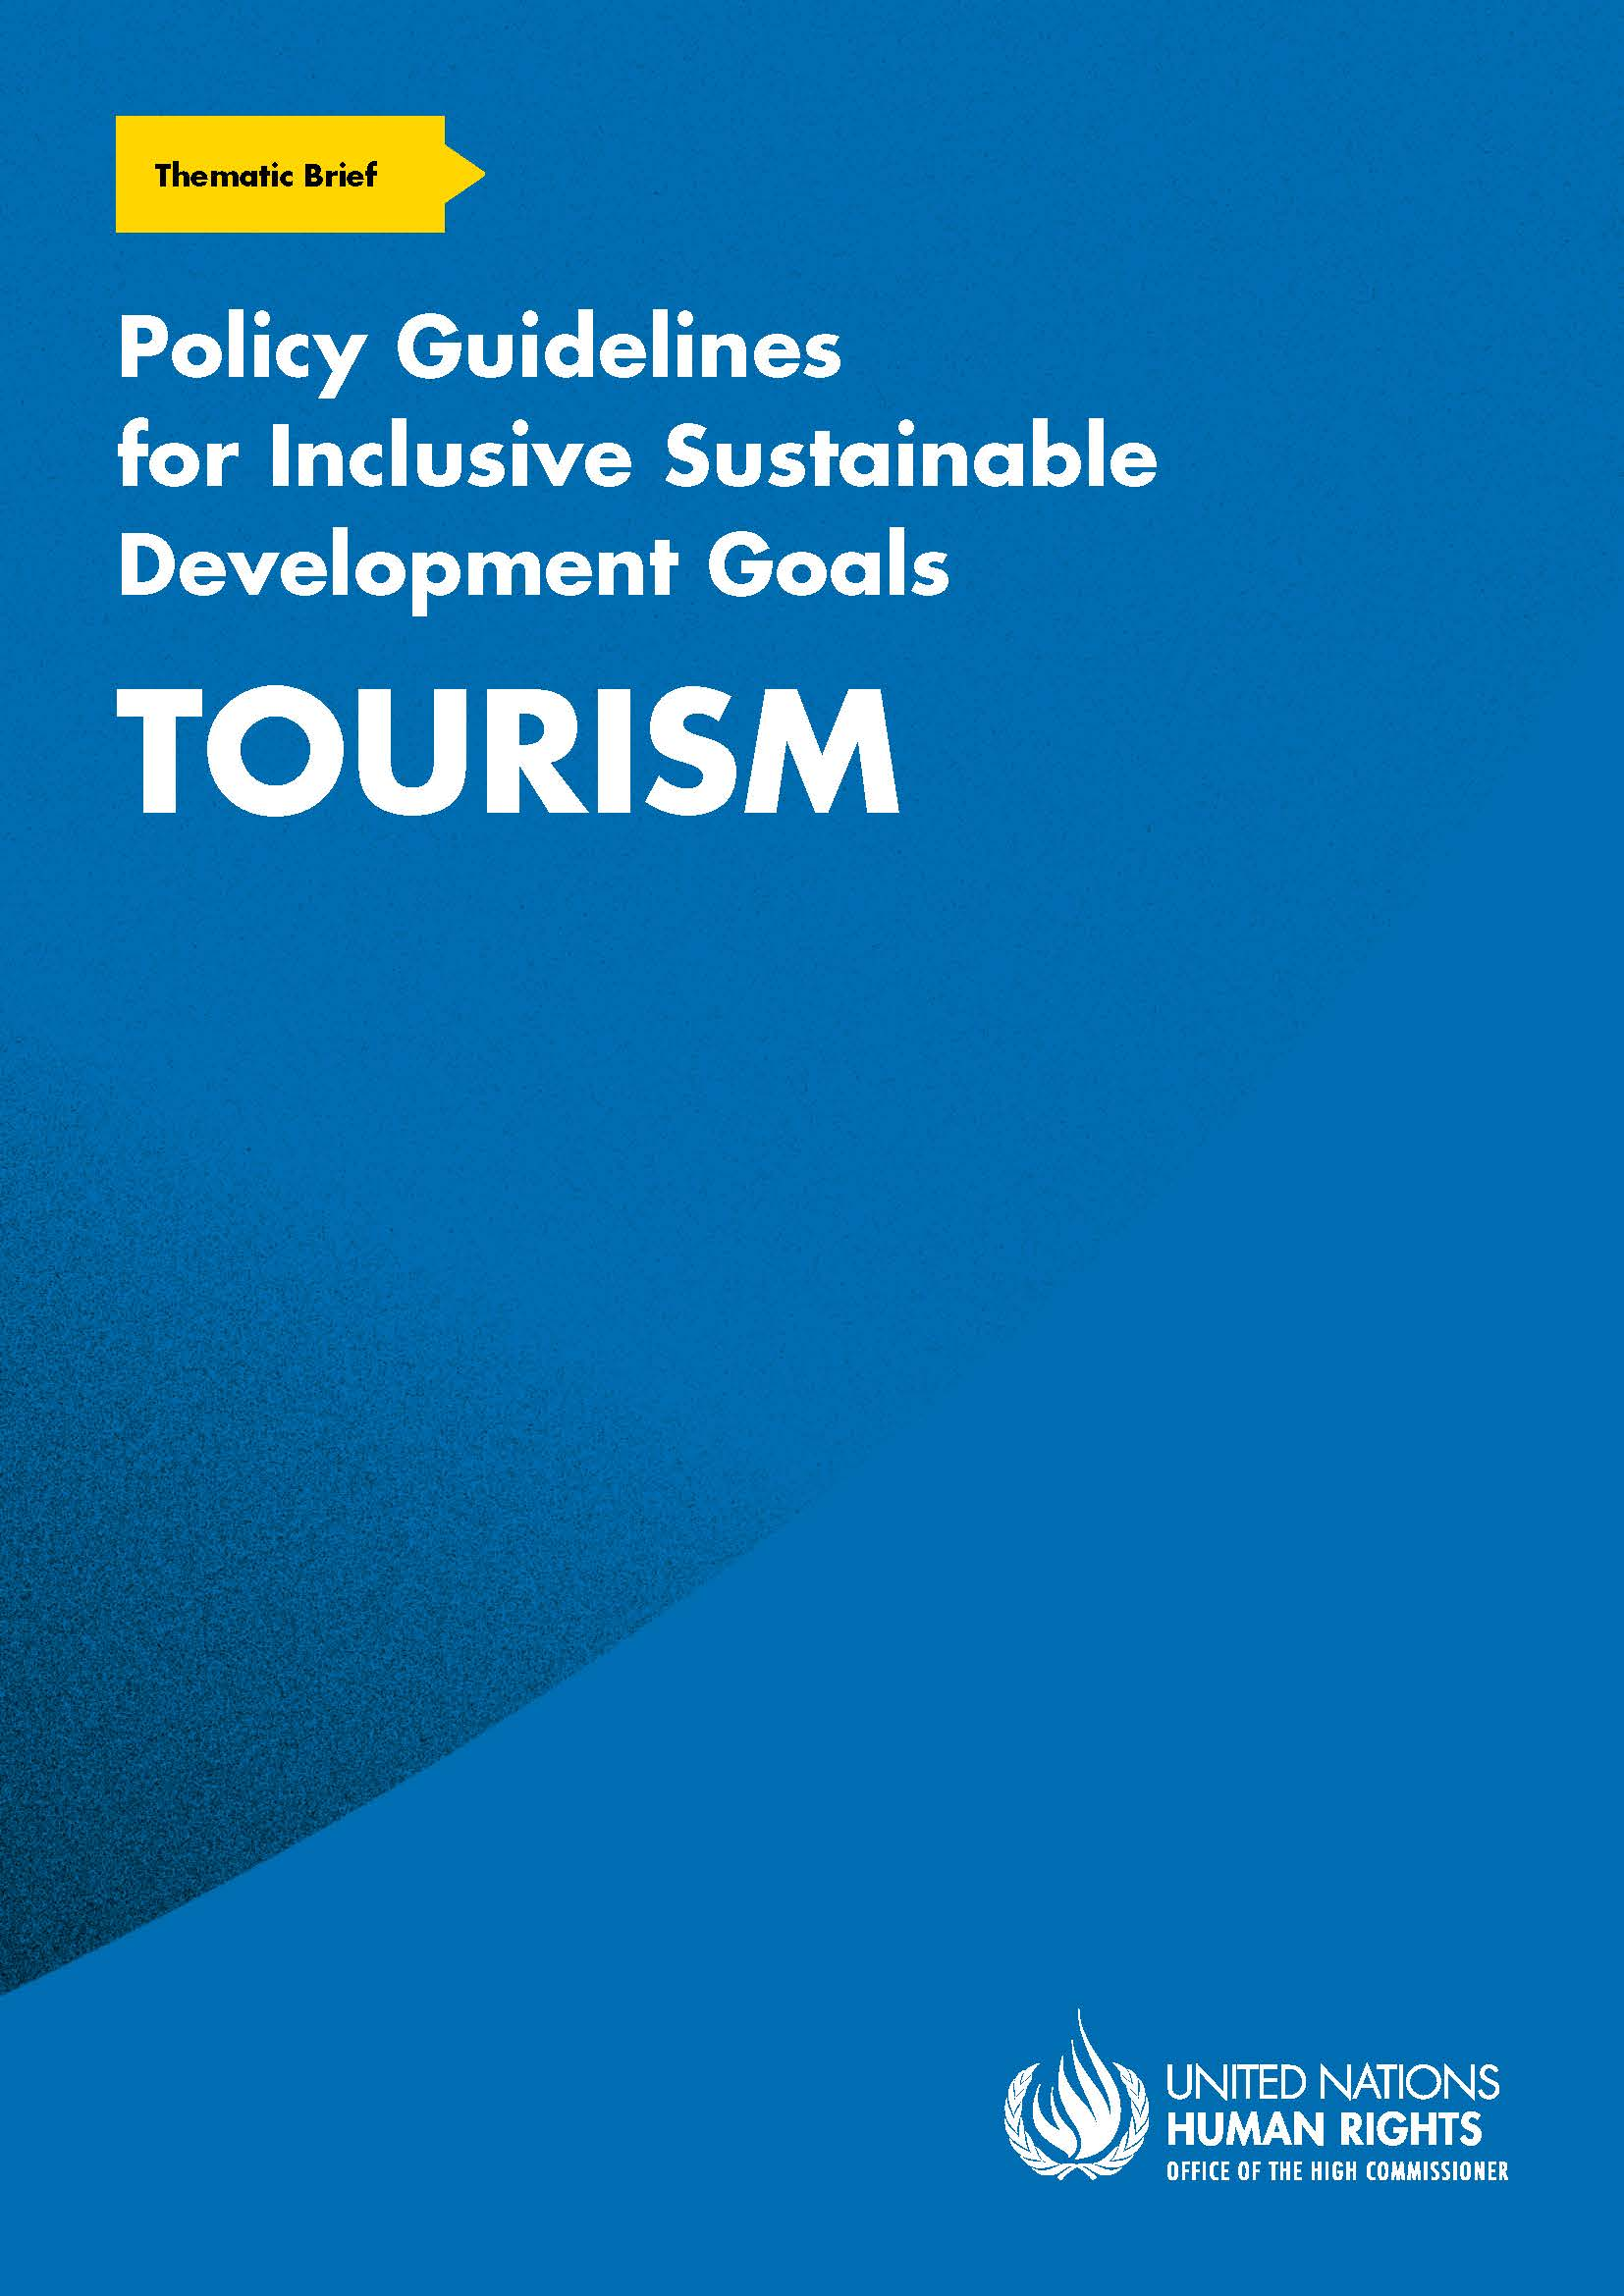 Thematic Brief
Policy Guidelines
for Inclusive Sustainable
Development Goals
TOURISM
UNITED NATIONS
HUMAN RIGHTS
OFFICE OF THE HIGH COMMISSIONER